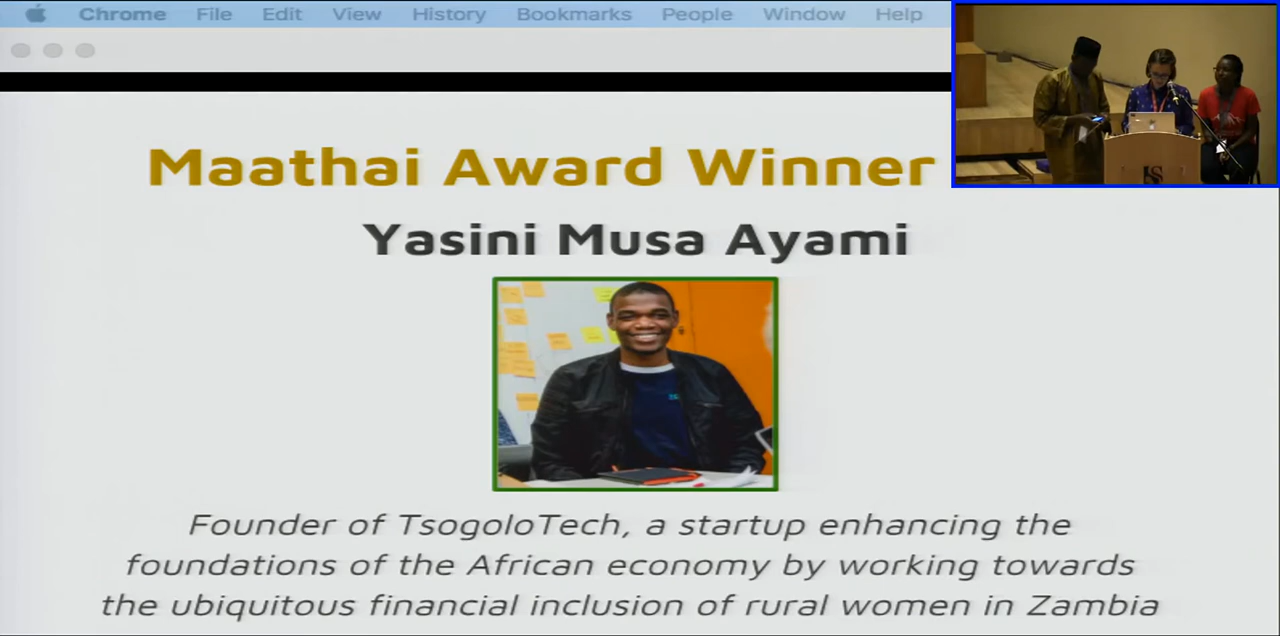 Chrome File Edit View History Bookmarks People Window Help
Maathai Award Winner
Yasini Musa Ayami
Founder of TsogoloTech, a startup enhancing the
foundations of the African economy by working towards
the ubiquitous financial inclusion of rural women in Zambia